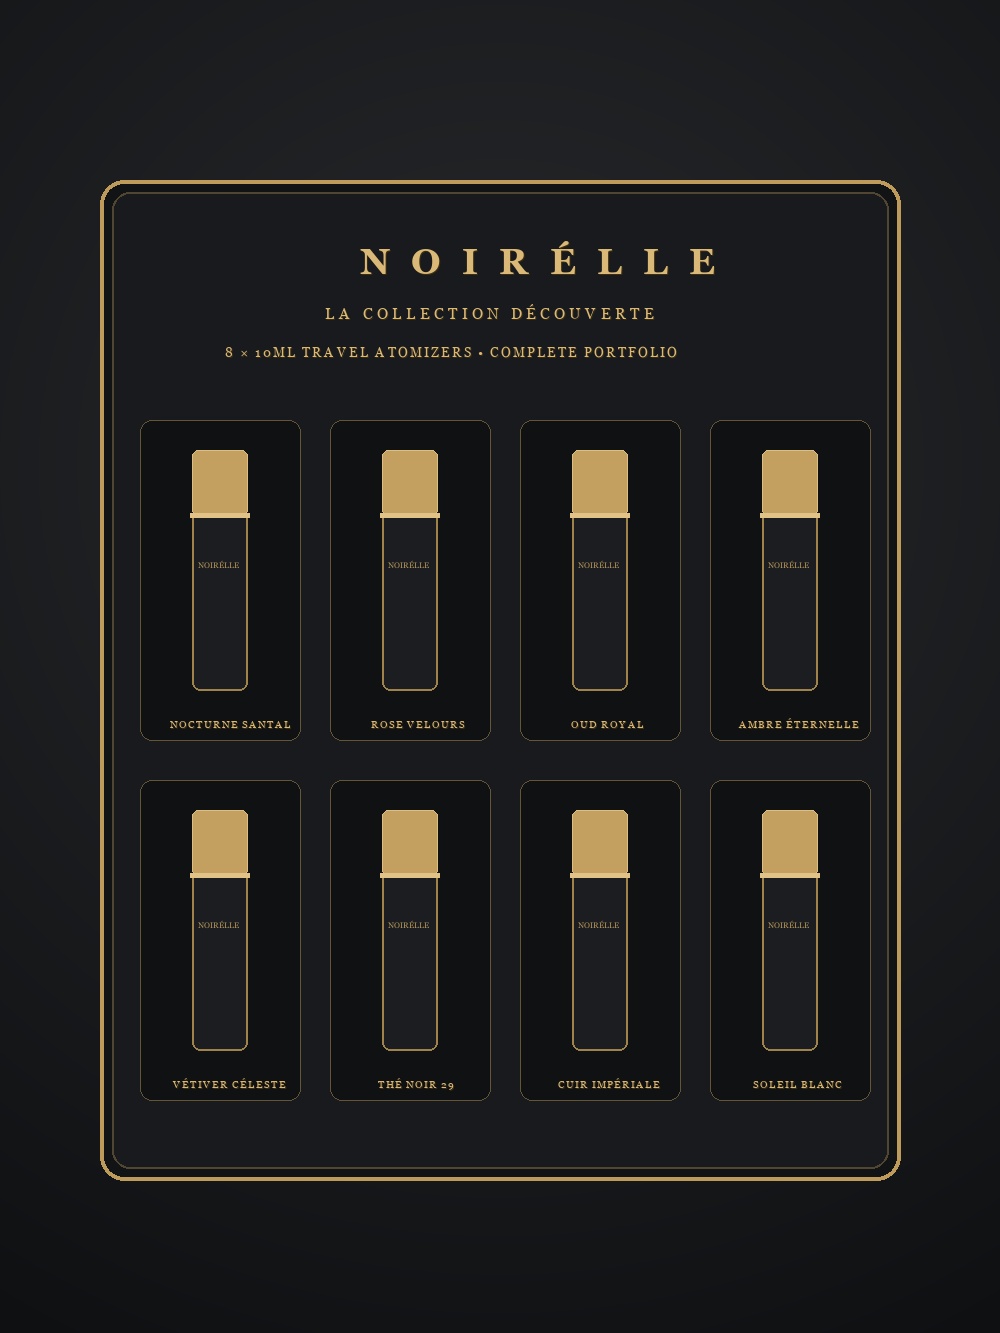 NOIRÉLLE
LA COLLECTION DÉCOUVERTE
8 × 10ML TRAVEL ATOMIZERS • COMPLETE PORTFOLIO
NOIRÉLLE NOIRÉLLE NOIRÉLLE NOIRÉLLE
NOCTURNE SANTAL ROSE VELOURS OUD ROYAL AMBRE ÉTERNELLE
NOIRÉLLE NOIRÉLLE NOIRÉLLE NOIRÉLLE
VÉTIVER CÉLESTE THÉ NOIR 29 CUIR IMPÉRIALE SOLEIL BLANC